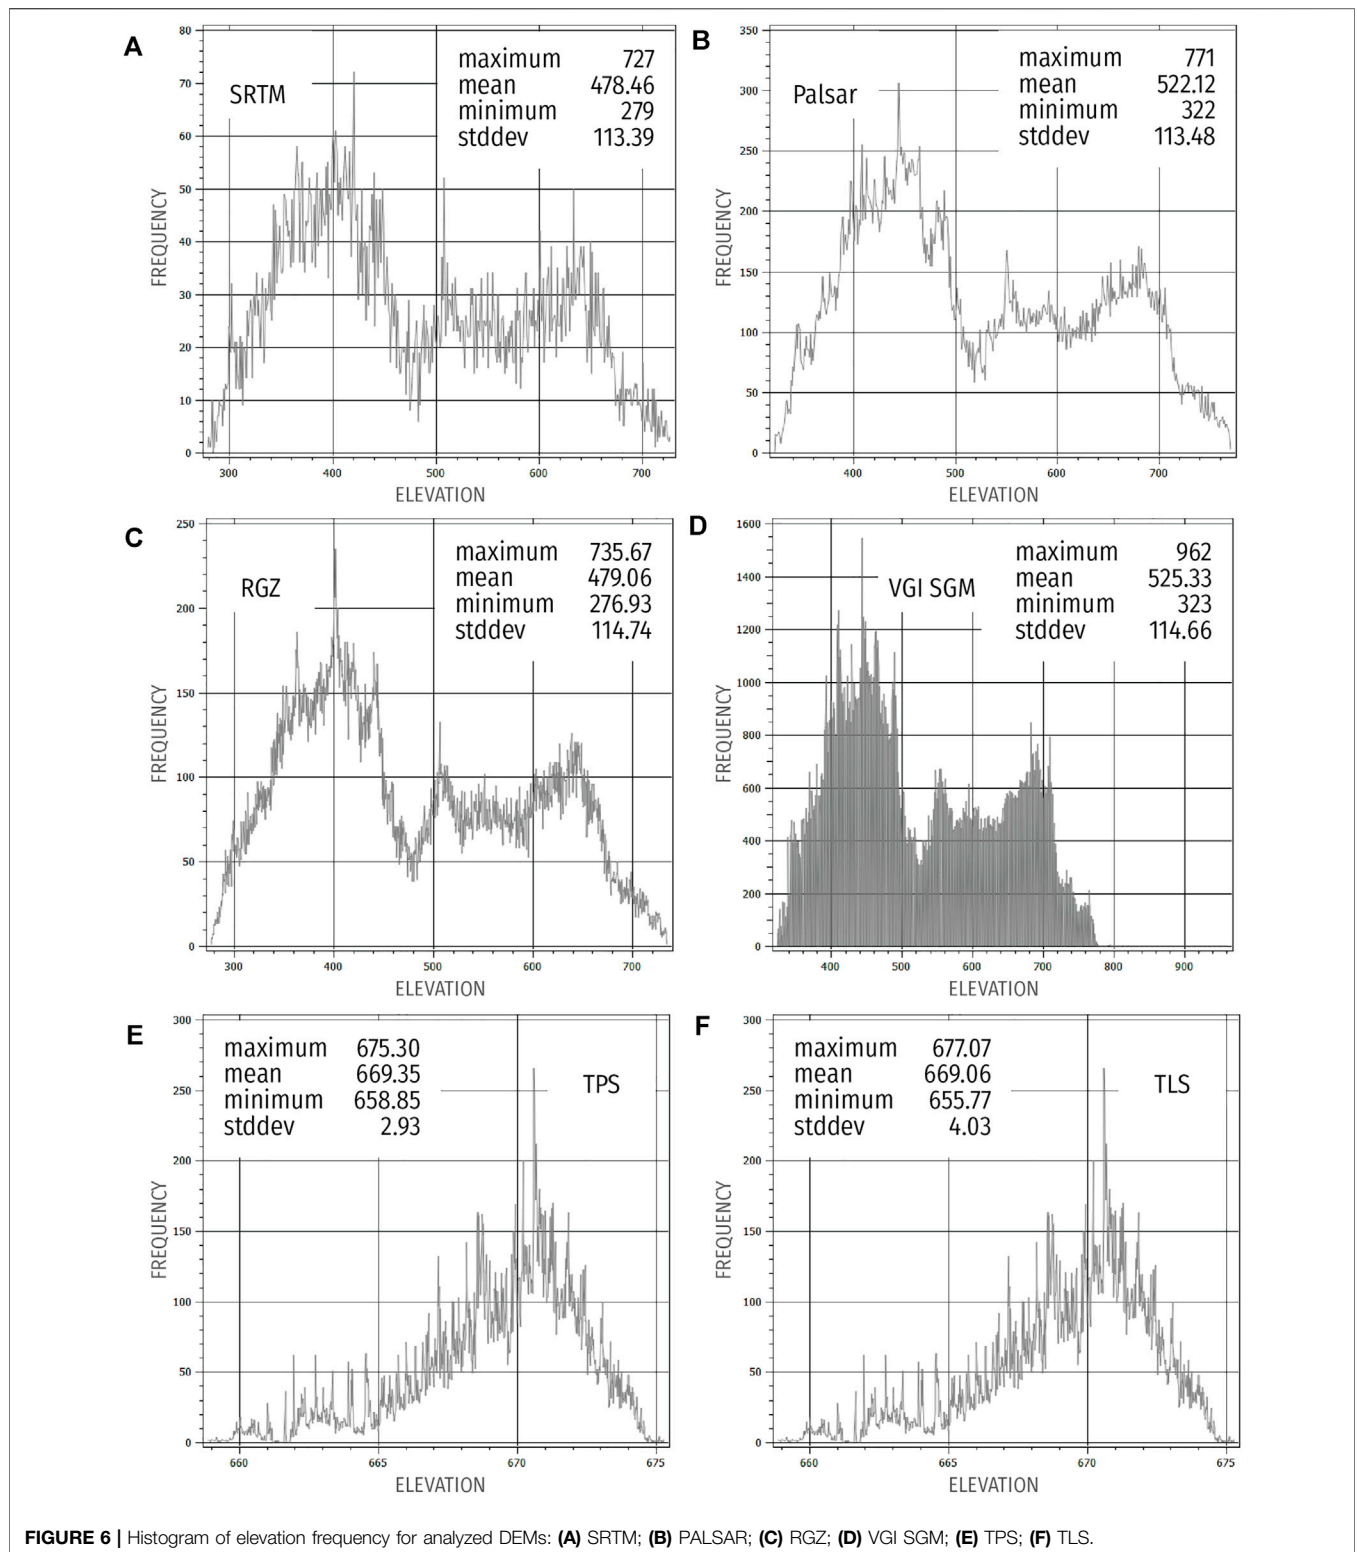 A
SRTM
maximum 727
mean 478.46
minimum 279
stddev 113.39
FREQUENCY
80
70
60
50
40
30
20
10
0
300 400 500 600 700
ELEVATION
B
Palsar
maximum 771
mean 522.12
minimum 322
stddev 113.48
FREQUENCY
350
300
250
200
150
100
50
0
400 500 600 700
ELEVATION
C
RGZ
maximum 735.67
mean 479.06
minimum 276.93
stddev 114.74
FREQUENCY
250
200
150
100
50
0
300 400 500 600 700
ELEVATION
D
VGI SGM
maximum 962
mean 525.33
minimum 323
stddev 114.66
FREQUENCY
1600
1400
1200
1000
800
600
400
200
0
400 500 600 700 800 900
ELEVATION
E
maximum 675.30
mean 669.35
minimum 658.85
stddev 2.93
TPS
FREQUENCY
300
250
200
150
100
50
0
660 665 670 675
ELEVATION
F
maximum 677.07
mean 669.06
minimum 655.77
stddev 4.03
TLS
FREQUENCY
300
250
200
150
100
50
0
660 665 670 675
ELEVATION
FIGURE 6 | Histogram of elevation frequency for analyzed DEMs: (A) SRTM; (B) PALSAR; (C) RGZ; (D) VGI SGM; (E) TPS; (F) TLS.